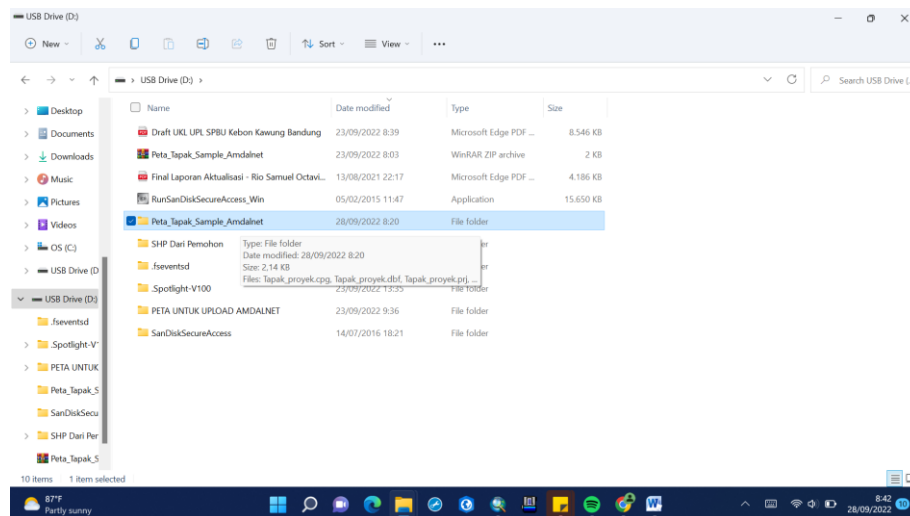 USB Drive (D:)
New
Sort
View
USB Drive (D:)
Search USB Drive (
Name Date modified Type Size
Draft UKL UPL SPBU Kebon Kawung Bandung 23/09/2022 8:39 Microsoft Edge PDF ... 8.546 KB
Peta_Tapak_Sample_Amdalnet 23/09/2022 8:03 WinRAR ZIP archive 2 KB
Final Laporan Aktualisasi - Rio Samuel Octavi... 13/08/2021 22:17 Microsoft Edge PDF ... 4.186 KB
RunSanDiskSecureAccess_Win 05/02/2015 11:47 Application 15.650 KB
Peta_Tapak_Sample_Amdalnet 28/09/2022 8:20 File folder
SHP Dari Pemohon
.fseventsd
.Spotlight-V100 23/09/2022 13:35 File folder
PETA UNTUK UPLOAD AMDALNET 23/09/2022 9:36 File folder
SanDiskSecureAccess 14/07/2016 18:21 File folder
Type: File folder
Date modified: 28/09/2022 8:20
Size: 2,14 KB
Files: Tapak_proyek.cpg, Tapak_proyek.dbf, Tapak_proyek.prj, ...
Desktop
Documents
Downloads
Music
Pictures
Videos
OS (C:)
USB Drive (D
USB Drive (D:)
.fseventsd
.Spotlight-V
PETA UNTUK
Peta_Tapak_S
SanDiskSecu
SHP Dari Per
Peta_Tapak_S
10 items 1 item selected
87°F
Partly sunny
8:42
28/09/2022
10